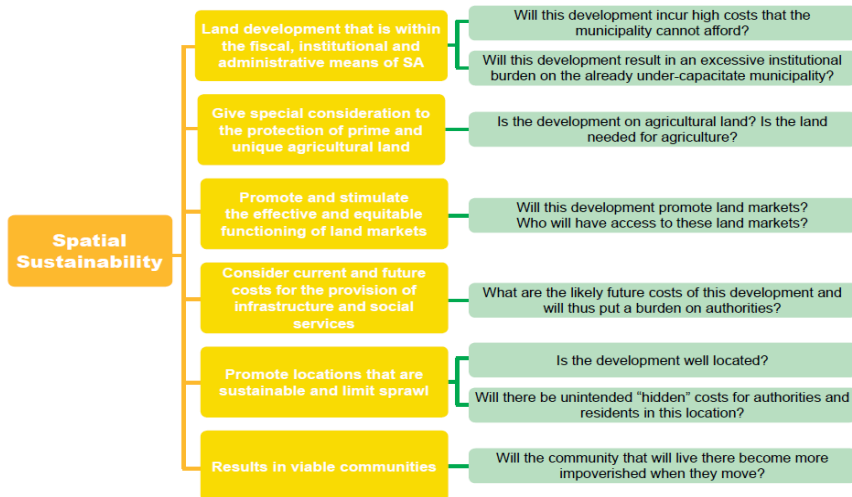 Spatial
Sustainability
Land development that is within
the fiscal, institutional and
administrative means of SA
Will this development incur high costs that the
municipality cannot afford?
Will this development result in an excessive institutional
burden on the already under-capacitate municipality?
Give special consideration to
the protection of prime and
unique agricultural land
Is the development on agricultural land? Is the land
needed for agriculture?
Promote and stimulate
the effective and equitable
functioning of land markets
Will this development promote land markets?
Who will have access to these land markets?
Consider current and future
costs for the provision of
infrastructure and social
services
What are the likely future costs of this development and
will thus put a burden on authorities?
Promote locations that are
sustainable and limit sprawl
Is the development well located?
Will there be unintended “hidden” costs for authorities and
residents in this location?
Results in viable communities
Will the community that will live there become more
impoverished when they move?